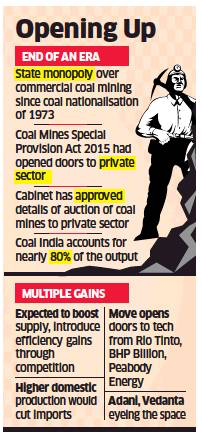 Opening Up
END OF AN ERA
State monopoly over
commercial coal mining
since coal nationalisation
of 1973
Coal Mines Special
Provision Act 2015 had
opened doors to private
sector
Cabinet has approved
details of auction of coal
mines to private sector
Coal India accounts for
nearly 80% of the output
MULTIPLE GAINS
Expected to boost
supply, introduce
efficiency gains
through
competition
Higher domestic
production would
cut imports
Move opens
doors to tech
from Rio Tinto,
BHP Billion,
Peabody
Energy
Adani, Vedanta
eyeing the space